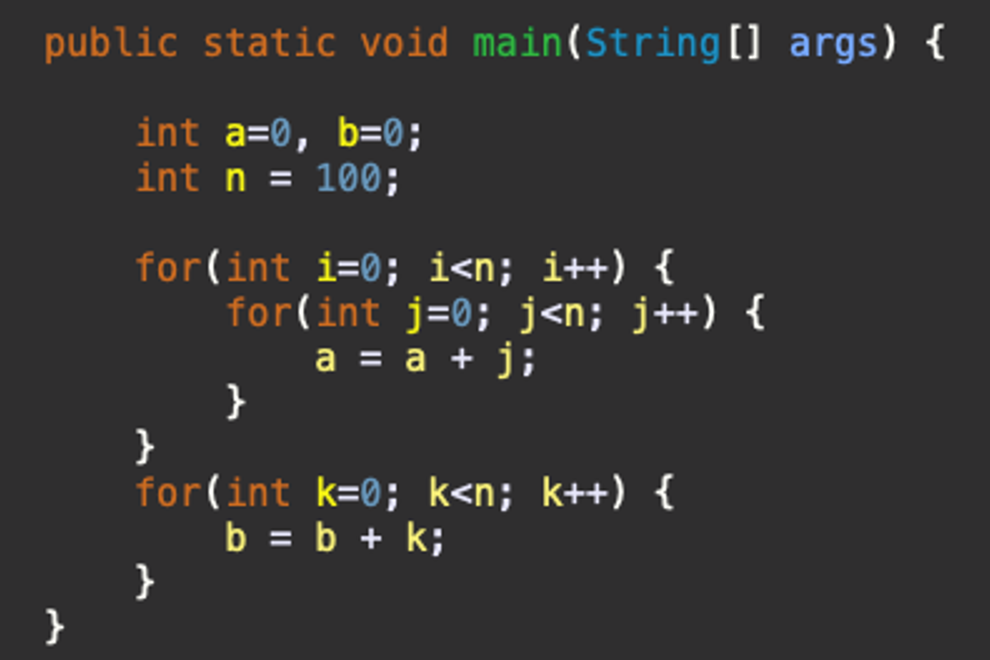 public static void main(String[] args) {
int a=0, b=0;
int n = 100;
for(int i=0; i<n; i++) {
for(int j=0; j<n; j++) {
a = a + j;
}
}
for(int k=0; k<n; k++) {
b = b + k;
}
}